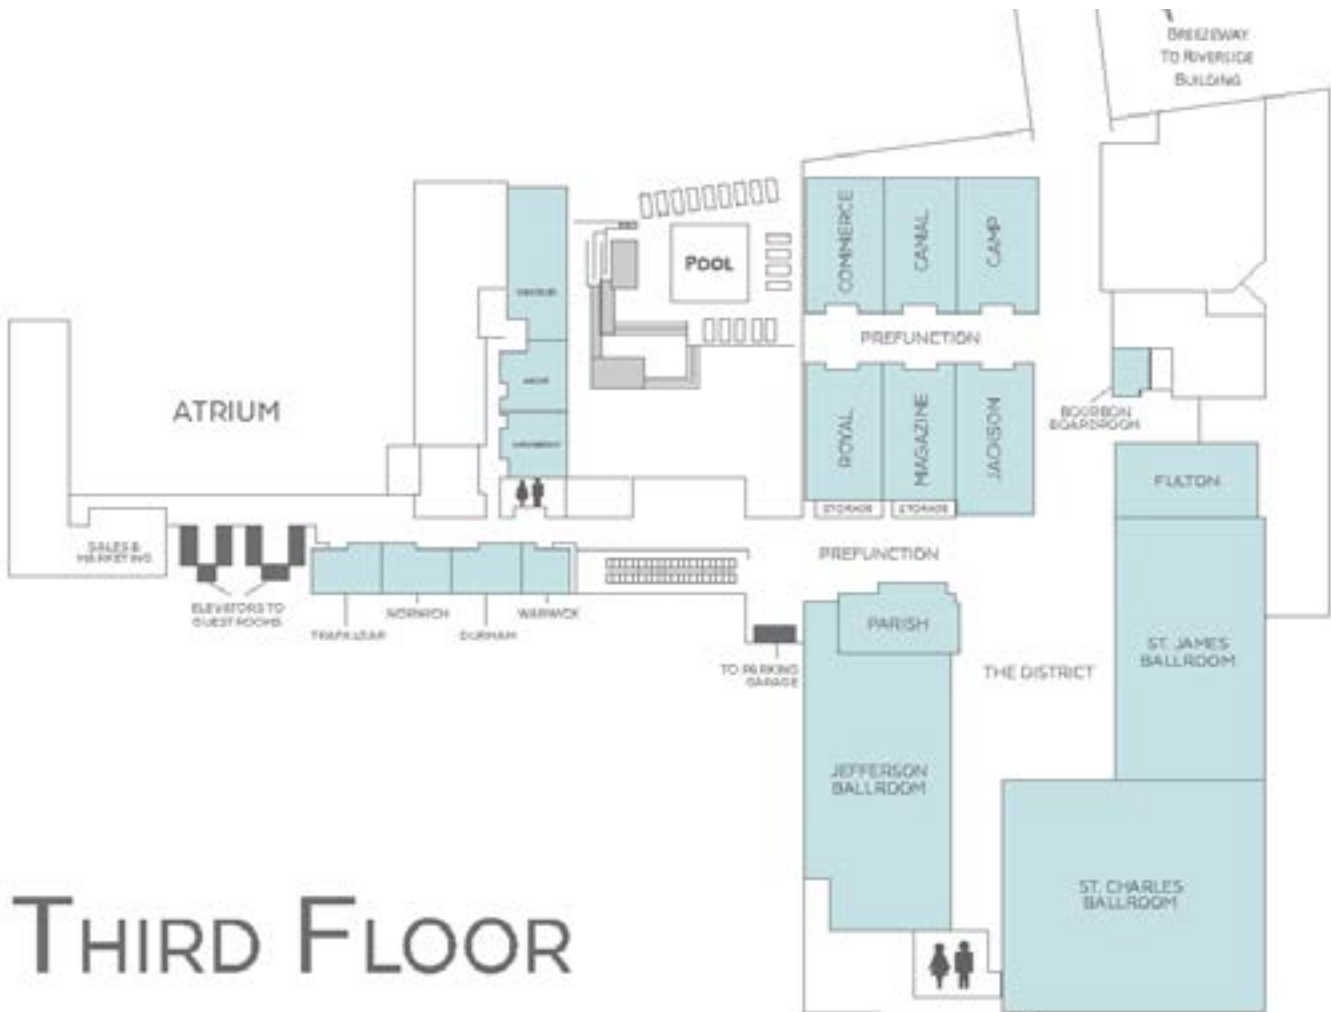 BREEZEWAY
TO RIVERSIDE
BUILDING
COMMERCE
CANAL
CAMP
POOL
PREFUNCTION
ATRIUM
ROYAL
MAGAZINE
JACKSON
BOURBON
BOARDROOM
FULTON
STORAGE
STORAGE
SALES &
MARKETING
PREFUNCTION
ELEVATORS TO
GUEST ROOMS
TRAFALGAR
NORWICH
DURHAM
WARWICK
PARISH
TO PARKING
GARAGE
THE DISTRICT
ST. JAMES
BALLROOM
JEFFERSON
BALLROOM
ST. CHARLES
BALLROOM
THIRD FLOOR